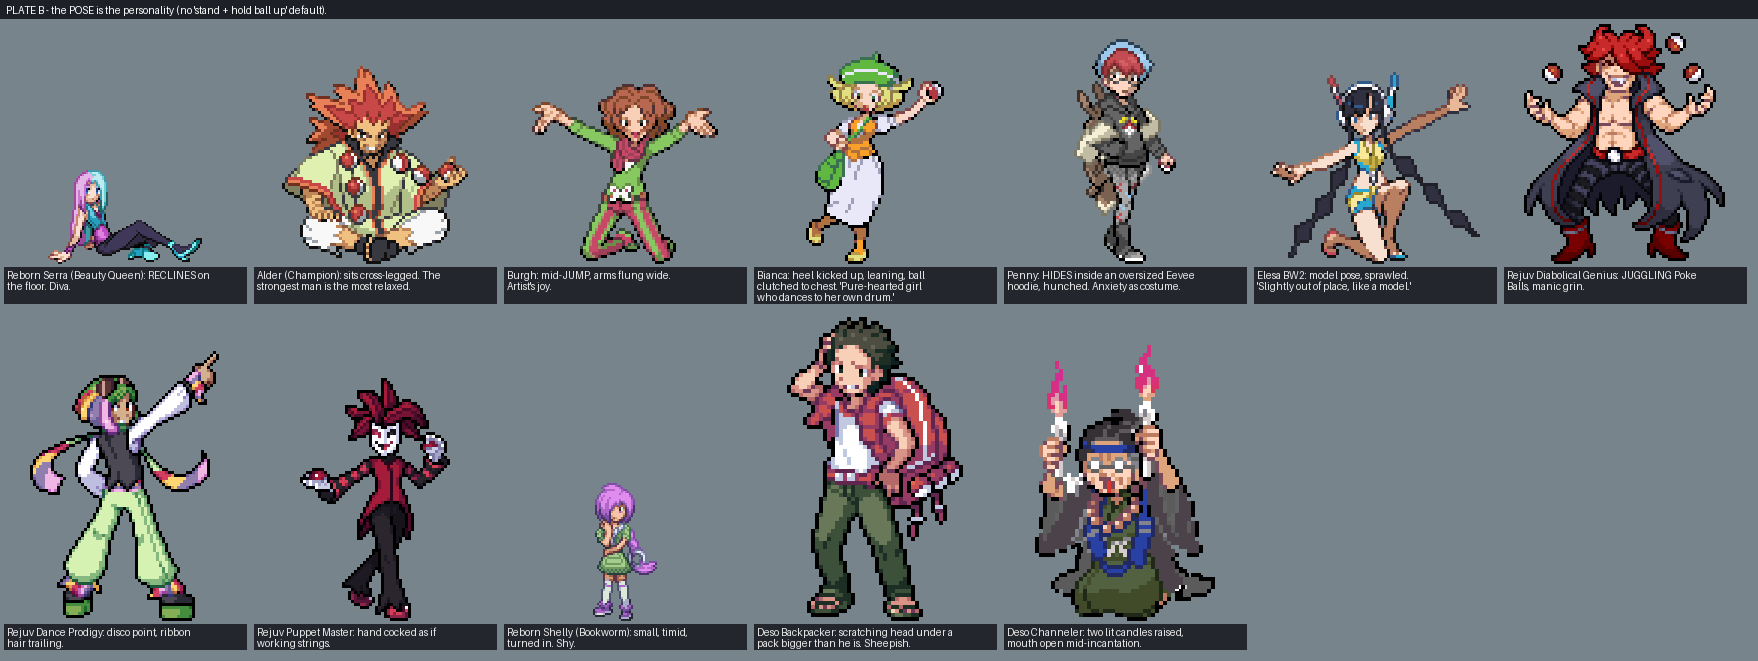 PLATE B - the POSE is the personality (no 'stand + hold ball up' default).
Reborn Serra (Beauty Queen): RECLINES on
the floor. Diva.
Alder (Champion): sits cross-legged. The
strongest man is the most relaxed.
Burgh: mid-JUMP, arms flung wide.
Artist's joy.
Bianca: heel kicked up, leaning, ball
clutched to chest. 'Pure-hearted girl
who dances to her own drum.'
Penny: HIDES inside an oversized Eevee
hoodie, hunched. Anxiety as costume.
Elesa BW2: model pose, sprawled.
'Slightly out of place, like a model.'
Rejuv Diabolical Genius: JUGGLING Poke
Balls, manic grin.
Rejuv Dance Prodigy: disco point, ribbon
hair trailing.
Rejuv Puppet Master: hand cocked as if
working strings.
Reborn Shelly (Bookworm): small, timid,
turned in. Shy.
Deso Backpacker: scratching head under a
pack bigger than he is. Sheepish.
Deso Channeler: two lit candles raised,
mouth open mid-incantation.